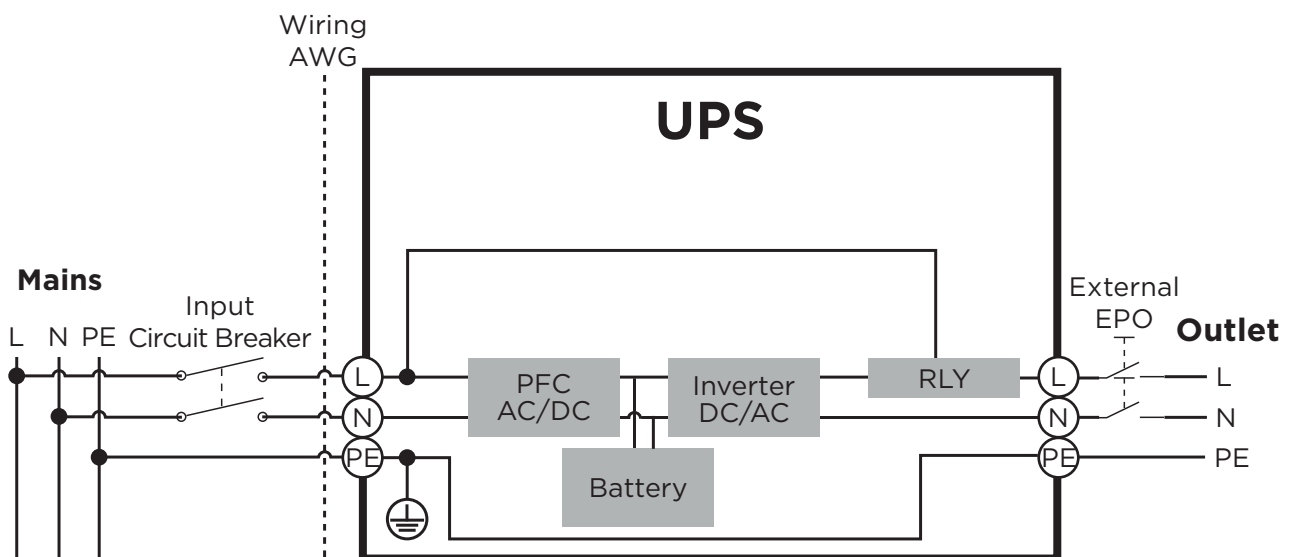 Wiring
AWG
UPS
Mains
L N PE
Input
Circuit Breaker
L
N
PE
PFC
AC/DC
Inverter
DC/AC
RLY
Battery
L
N
PE
External
EPO
Outlet
L
N
PE